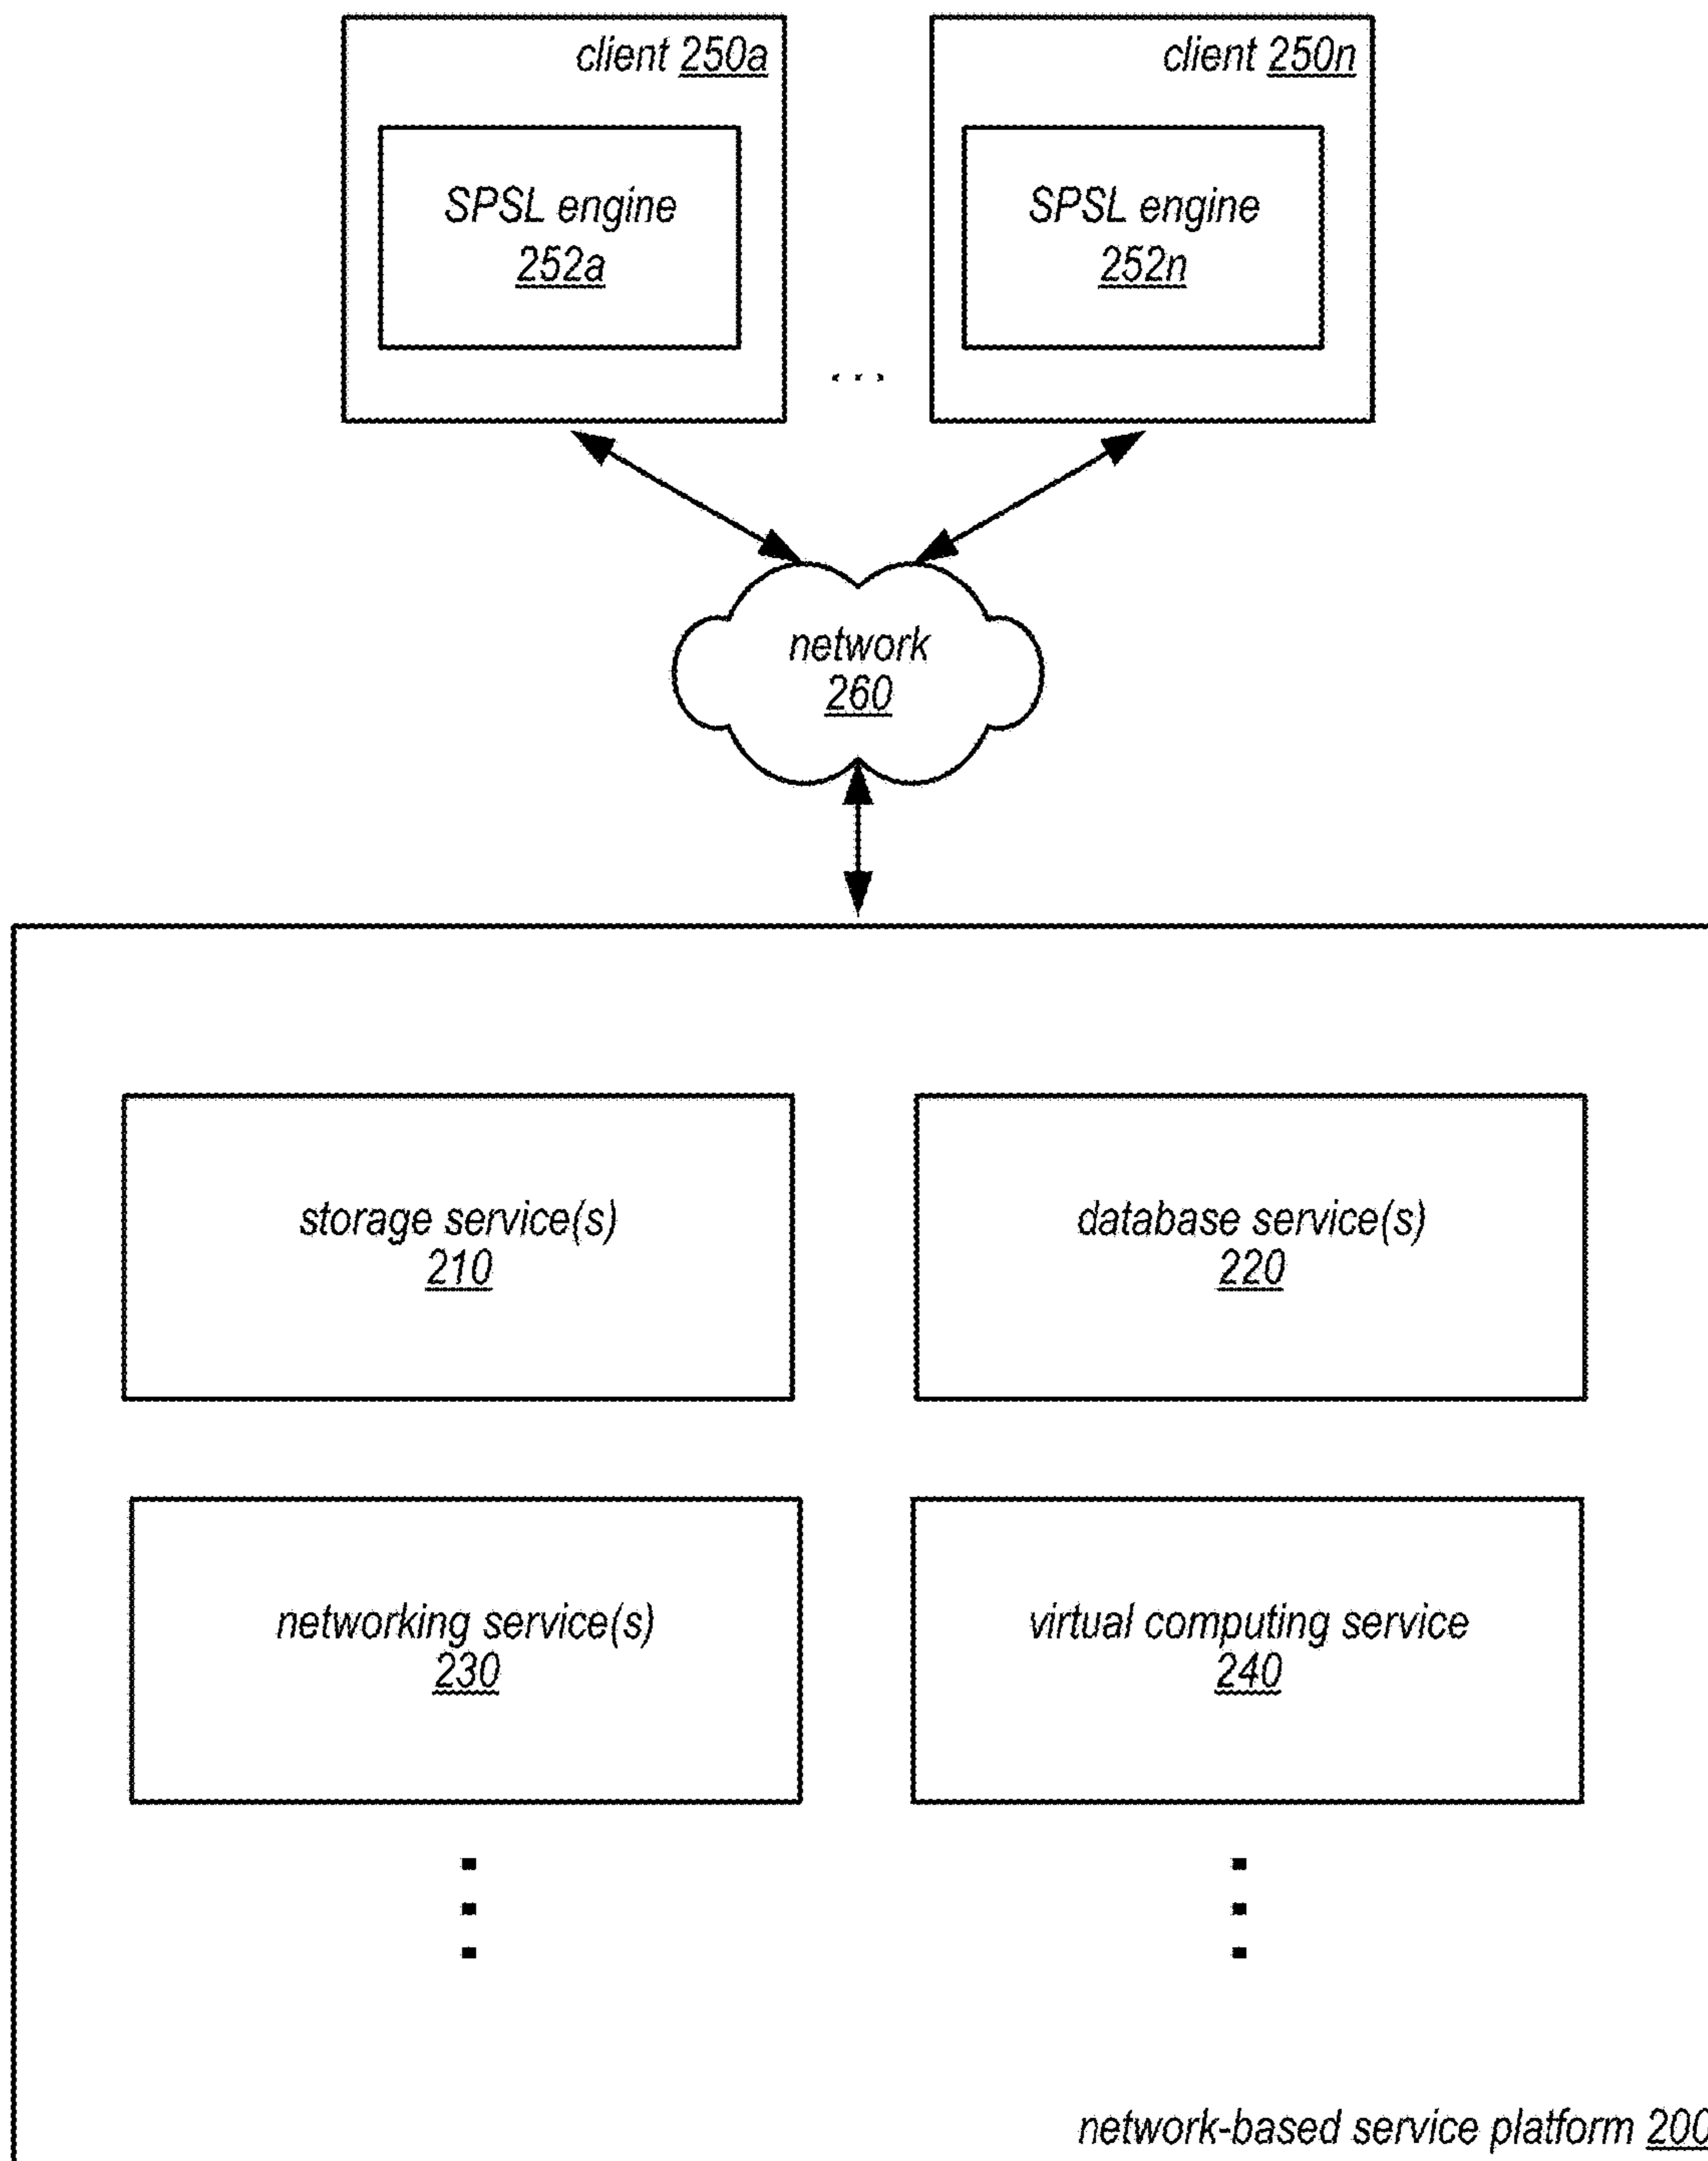 client 250a
client 250n
SPSL engine
252a
SPSL engine
252n
...
network
260
storage service(s)
210
database service(s)
220
networking service(s)
230
virtual computing service
240
network-based service platform 200